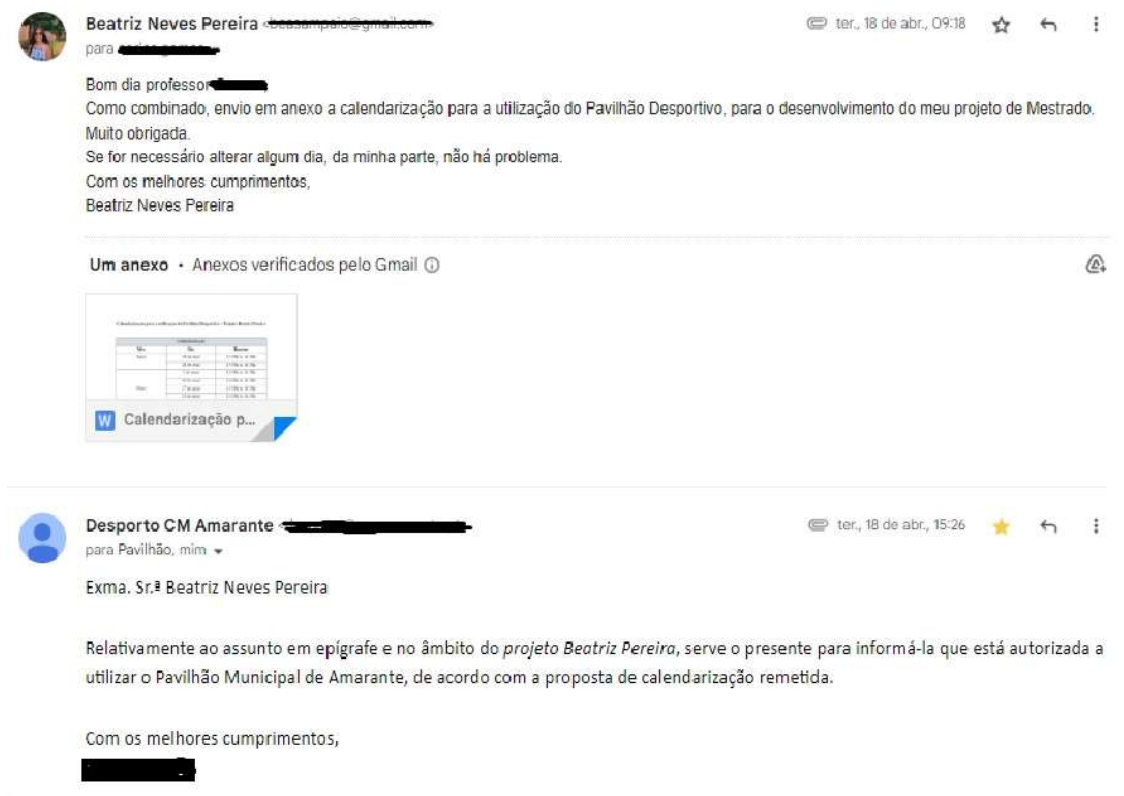 Beatriz Neves Pereira
ter., 18 de abr., 09:18
para
Bom dia professor
Como combinado, envio em anexo a calendarização para a utilização do Pavilhão Desportivo, para o desenvolvimento do meu projeto de Mestrado.
Muito obrigada.
Se for necessário alterar algum dia, da minha parte, não há problema.
Com os melhores cumprimentos,
Beatriz Neves Pereira
Um anexo • Anexos verificados pelo Gmail
W Calendarização p...
Desporto CM Amarante
ter., 18 de abr., 15:26
para Pavilhão, mim
Exma. Sr.ª Beatriz Neves Pereira
Relativamente ao assunto em epígrafe e no âmbito do projeto Beatriz Pereira, serve o presente para informá-la que está autorizada a
utilizar o Pavilhão Municipal de Amarante, de acordo com a proposta de calendarização remetida.
Com os melhores cumprimentos,